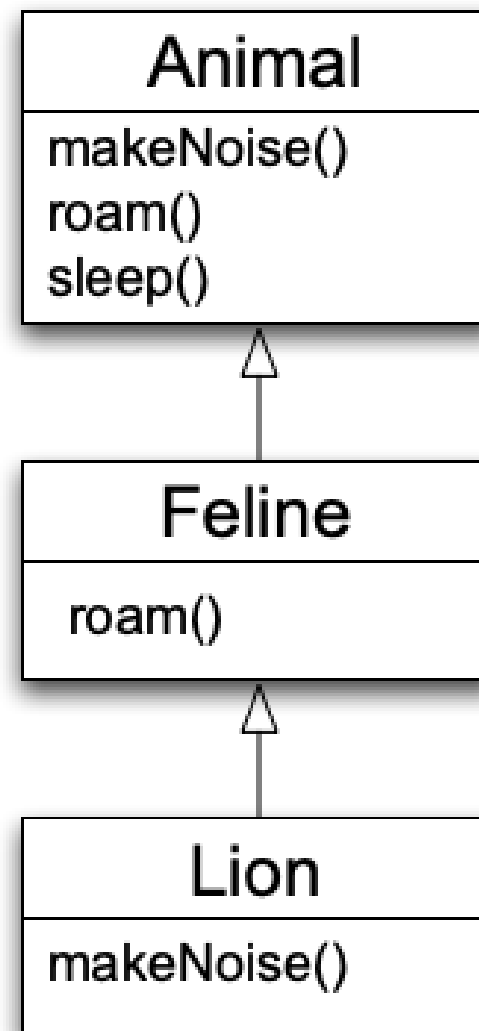 Animal
makeNoise()
roam()
sleep()
Feline
roam()
Lion
makeNoise()